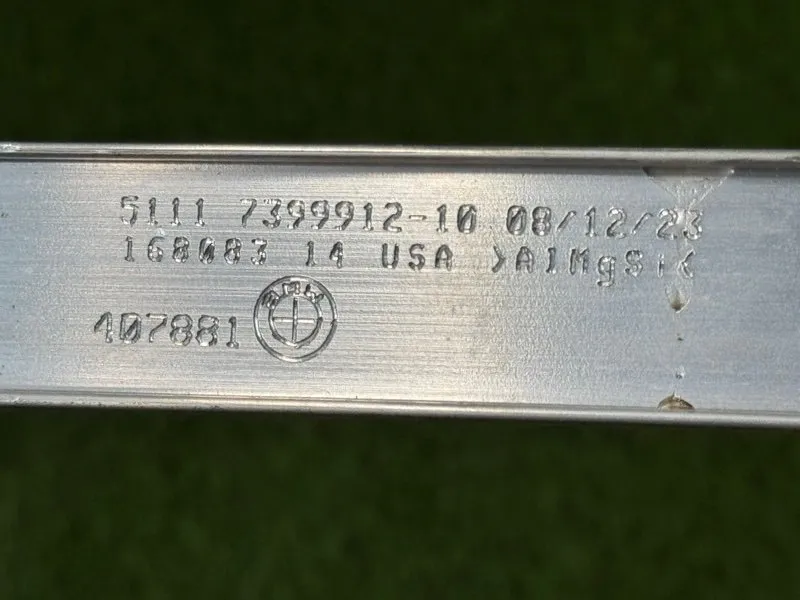 5111 7399912-10 08/12/23
168083 14 USA >AlMgSi<
407881
BMW